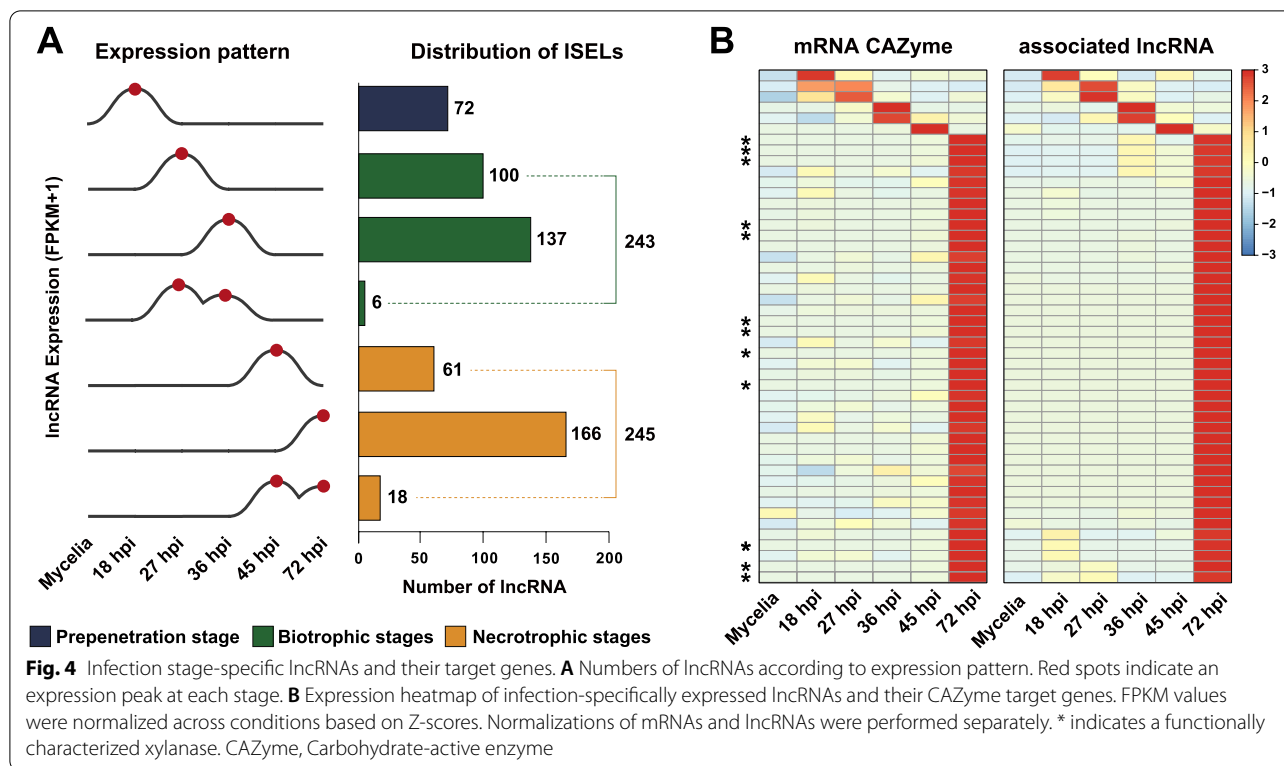 A
Expression pattern
Distribution of ISELs
lncRNA Expression (FPKM+1)
72
100
137
243
6
61
166
245
18
Mycelia
18 hpi
27 hpi
36 hpi
45 hpi
72 hpi
0
50
100
150
200
Number of lncRNA
Prepenetration stage
Biotrophic stages
Necrotrophic stages
B
mRNA CAZyme
associated lncRNA
*
*
*
*
*
*
*
*
*
*
*
*
Mycelia
18 hpi
27 hpi
36 hpi
45 hpi
72 hpi
Mycelia
18 hpi
27 hpi
36 hpi
45 hpi
72 hpi
3
2
1
0
−1
−2
−3
Fig. 4 Infection stage-specific lncRNAs and their target genes. A Numbers of lncRNAs according to expression pattern. Red spots indicate an
expression peak at each stage. B Expression heatmap of infection-specifically expressed lncRNAs and their CAZyme target genes. FPKM values
were normalized across conditions based on Z-scores. Normalizations of mRNAs and lncRNAs were performed separately. * indicates a functionally
characterized xylanase. CAZyme, Carbohydrate-active enzyme